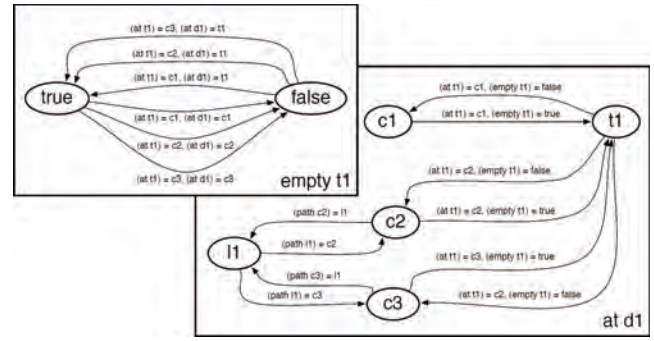 (at t1) = c3, (at d1) = t1
(at t1) = c2, (at d1) = t1
(at t1) = c1, (at d1) = t1
true
false
(at t1) = c1, (at d1) = c1
(at t1) = c2, (at d1) = c2
(at t1) = c3, (at d1) = c3
empty t1
(at t1) = c1, (empty t1) = false
c1
(at t1) = c1, (empty t1) = true
t1
(at t1) = c2, (empty t1) = false
(path c2) = l1
c2
(at t1) = c2, (empty t1) = true
l1
(path l1) = c2
(at t1) = c3, (empty t1) = true
(path c3) = l1
(path l1) = c3
c3
(at t1) = c2, (empty t1) = false
at d1